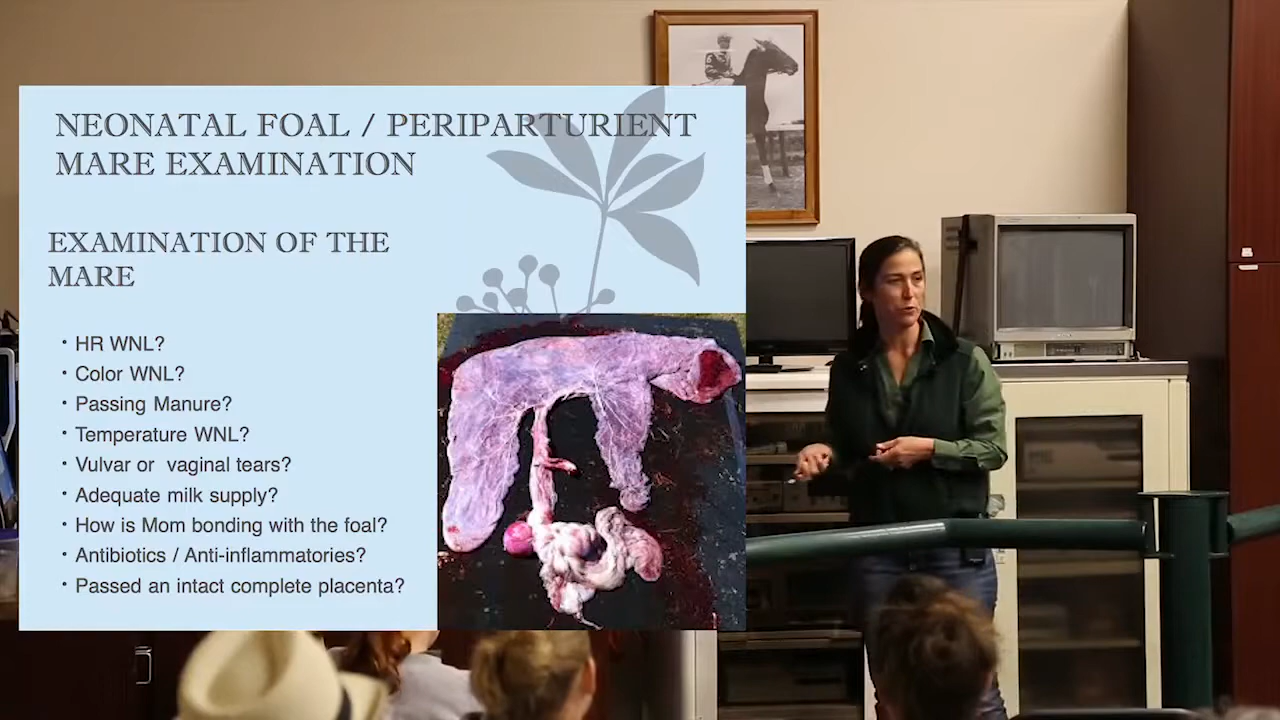 NEONATAL FOAL / PERIPARTURIENT
MARE EXAMINATION
EXAMINATION OF THE
MARE
• HR WNL?
• Color WNL?
• Passing Manure?
• Temperature WNL?
• Vulvar or vaginal tears?
• Adequate milk supply?
• How is Mom bonding with the foal?
• Antibiotics / Anti-inflammatories?
• Passed an intact complete placenta?